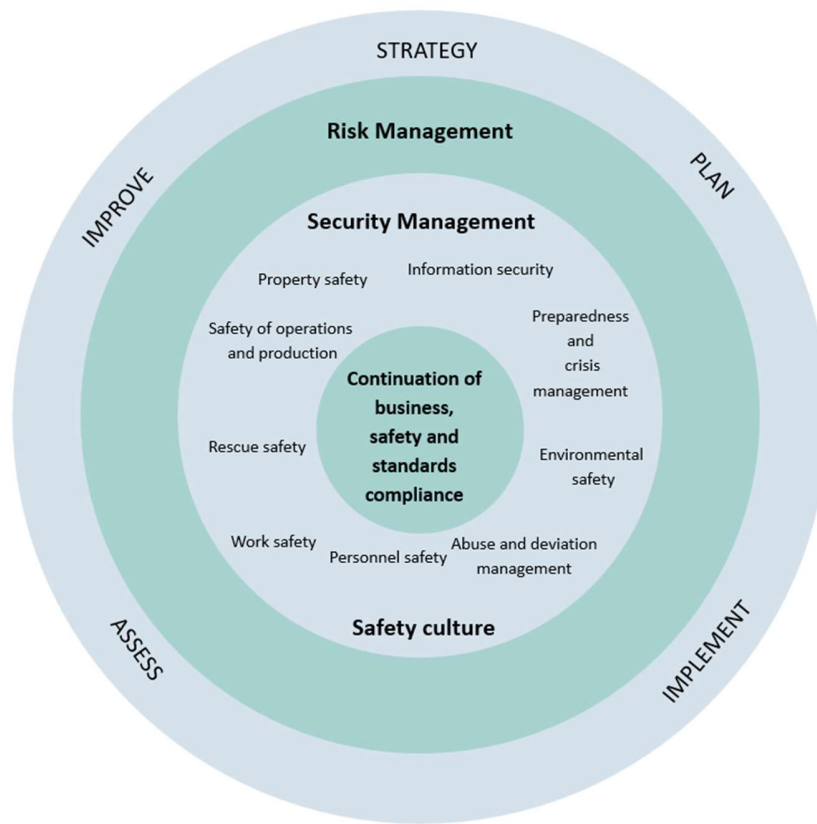 STRATEGY
Risk Management
PLAN
IMPROVE
Security Management
Information security
Property safety
Preparedness
and
crisis
management
Safety of operations
and production
Continuation of
business,
safety and
standards
compliance
Rescue safety
Environmental
safety
Work safety
Personnel safety
Abuse and deviation
management
Safety culture
ASSESS
IMPLEMENT